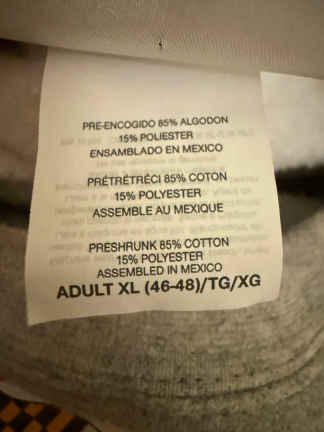 PRE-ENCOGIDO 85% ALGODON
15% POLIESTER
ENSAMBLADO EN MEXICO
PRÉTRÉTRÉCI 85% COTON
15% POLYESTER
ASSEMBLE AU MEXIQUE
PRESHRUNK 85% COTTON
15% POLYESTER
ASSEMBLED IN MEXICO
ADULT XL (46-48)/TG/XG